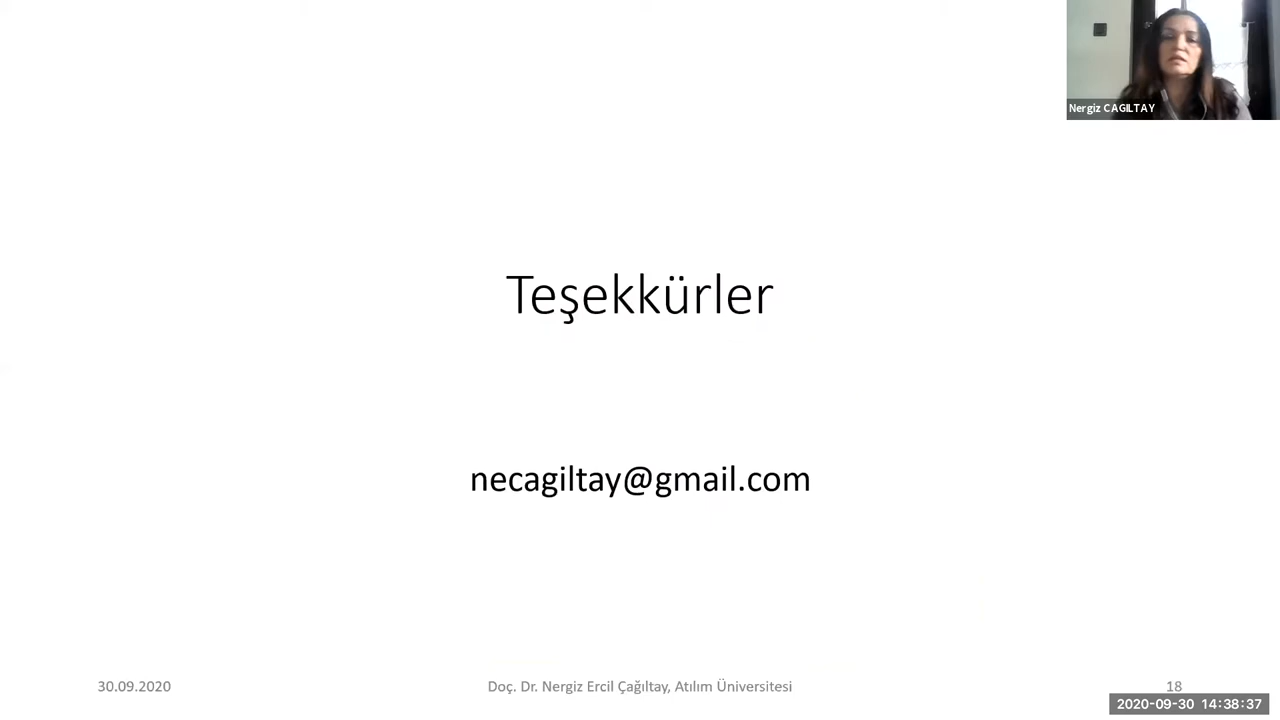 Nergiz CAGILTAY
Teşekkürler
necagiltay@gmail.com
30.09.2020
Doç. Dr. Nergiz Ercil Çağıltay, Atılım Üniversitesi
18
2020-09-30 14:38:37